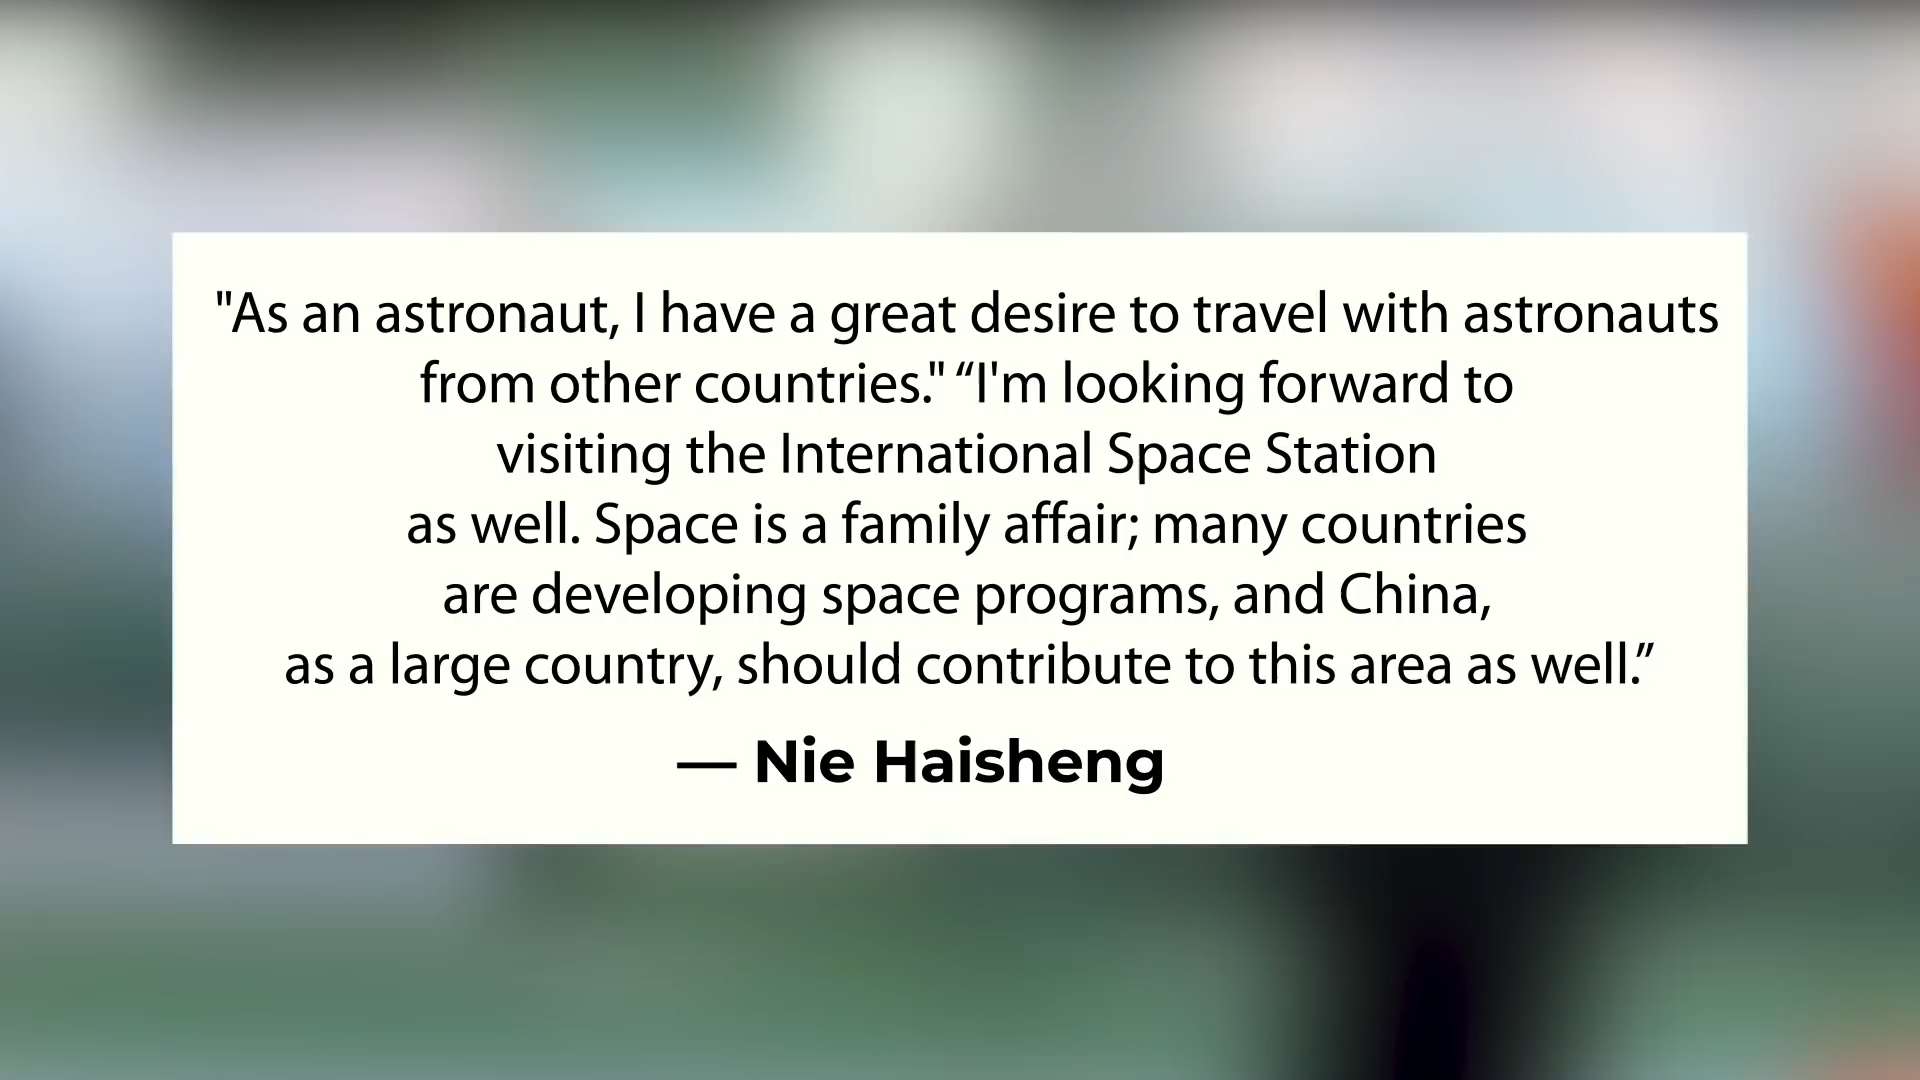 "As an astronaut, I have a great desire to travel with astronauts
from other countries." “I'm looking forward to
visiting the International Space Station
as well. Space is a family affair; many countries
are developing space programs, and China,
as a large country, should contribute to this area as well.”
— Nie Haisheng